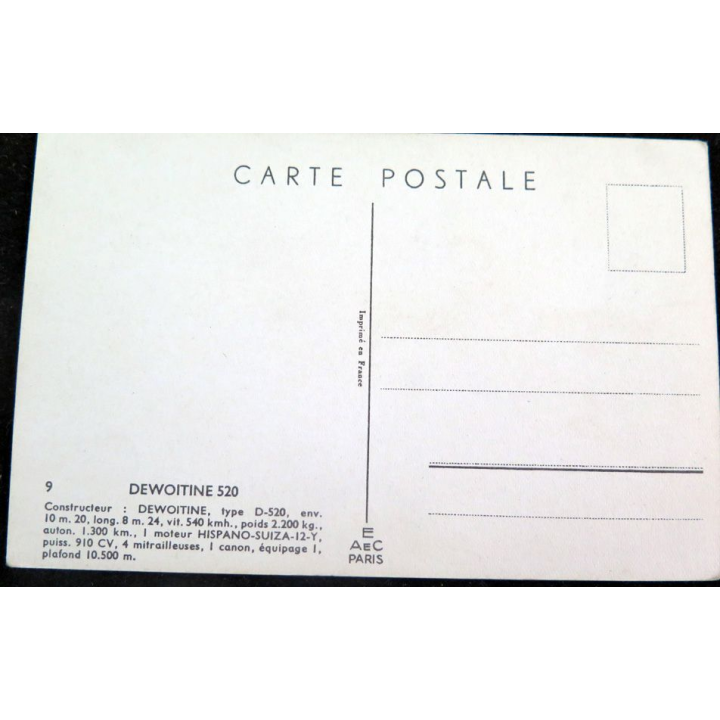 CARTE POSTALE
Imprimé en France
9 DEWOITINE 520
Constructeur : DEWOITINE, type D-520, env.
10 m. 20, long. 8 m. 24, vit. 540 kmh., poids 2.200 kg.,
auton. 1.300 km., 1 moteur HISPANO-SUIZA-12-Y,
puiss. 910 CV, 4 mitrailleuses, 1 canon, équipage 1,
plafond 10.500 m.
E
AEC
PARIS